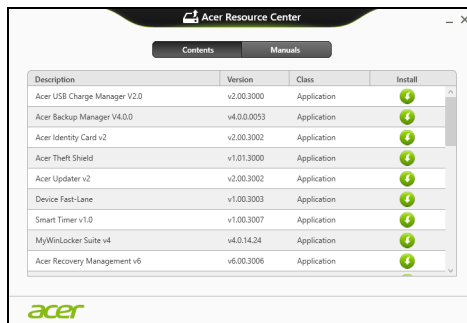 Acer Resource Center
Contents Manuals
Description Version Class Install
Acer USB Charge Manager V2.0 v2.00.3000 Application
Acer Backup Manager V4.0.0 v4.0.0.0053 Application
Acer Identity Card v2 v2.00.3002 Application
Acer Theft Shield v1.01.3000 Application
Acer Updater v2 v2.00.3002 Application
Device Fast-Lane v1.00.3003 Application
Smart Timer v1.0 v1.00.3007 Application
MyWinLocker Suite v4 v4.0.14.24 Application
Acer Recovery Management v6 v6.00.3006 Application
acer